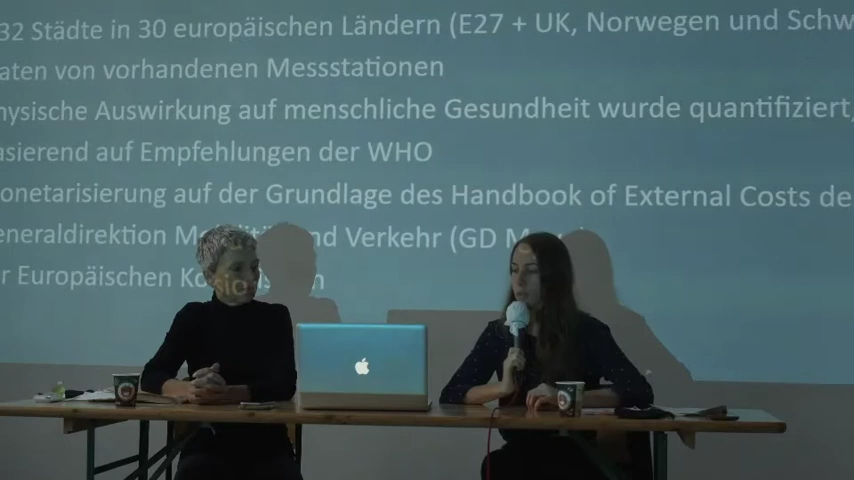 32 Städte in 30 europäischen Ländern (E27 + UK, Norwegen und Schw
aten von vorhandenen Messstationen
hysische Auswirkung auf menschliche Gesundheit wurde quantifiziert,
asierend auf Empfehlungen der WHO
onetarisierung auf der Grundlage des Handbook of External Costs de
eneraldirektion nd Verkehr (GD
r Europäischen